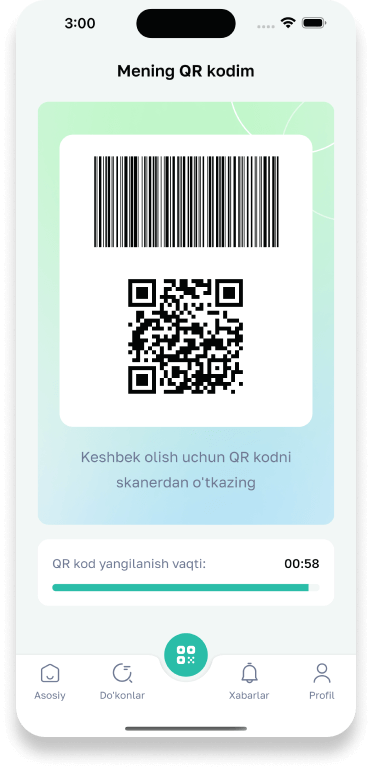 3:00
Mening QR kodim
Keshbek olish uchun QR kodni
skanerdan o'tkazing
QR kod yangilanish vaqti: 00:58
Asosiy Do'konlar Xabarlar Profil